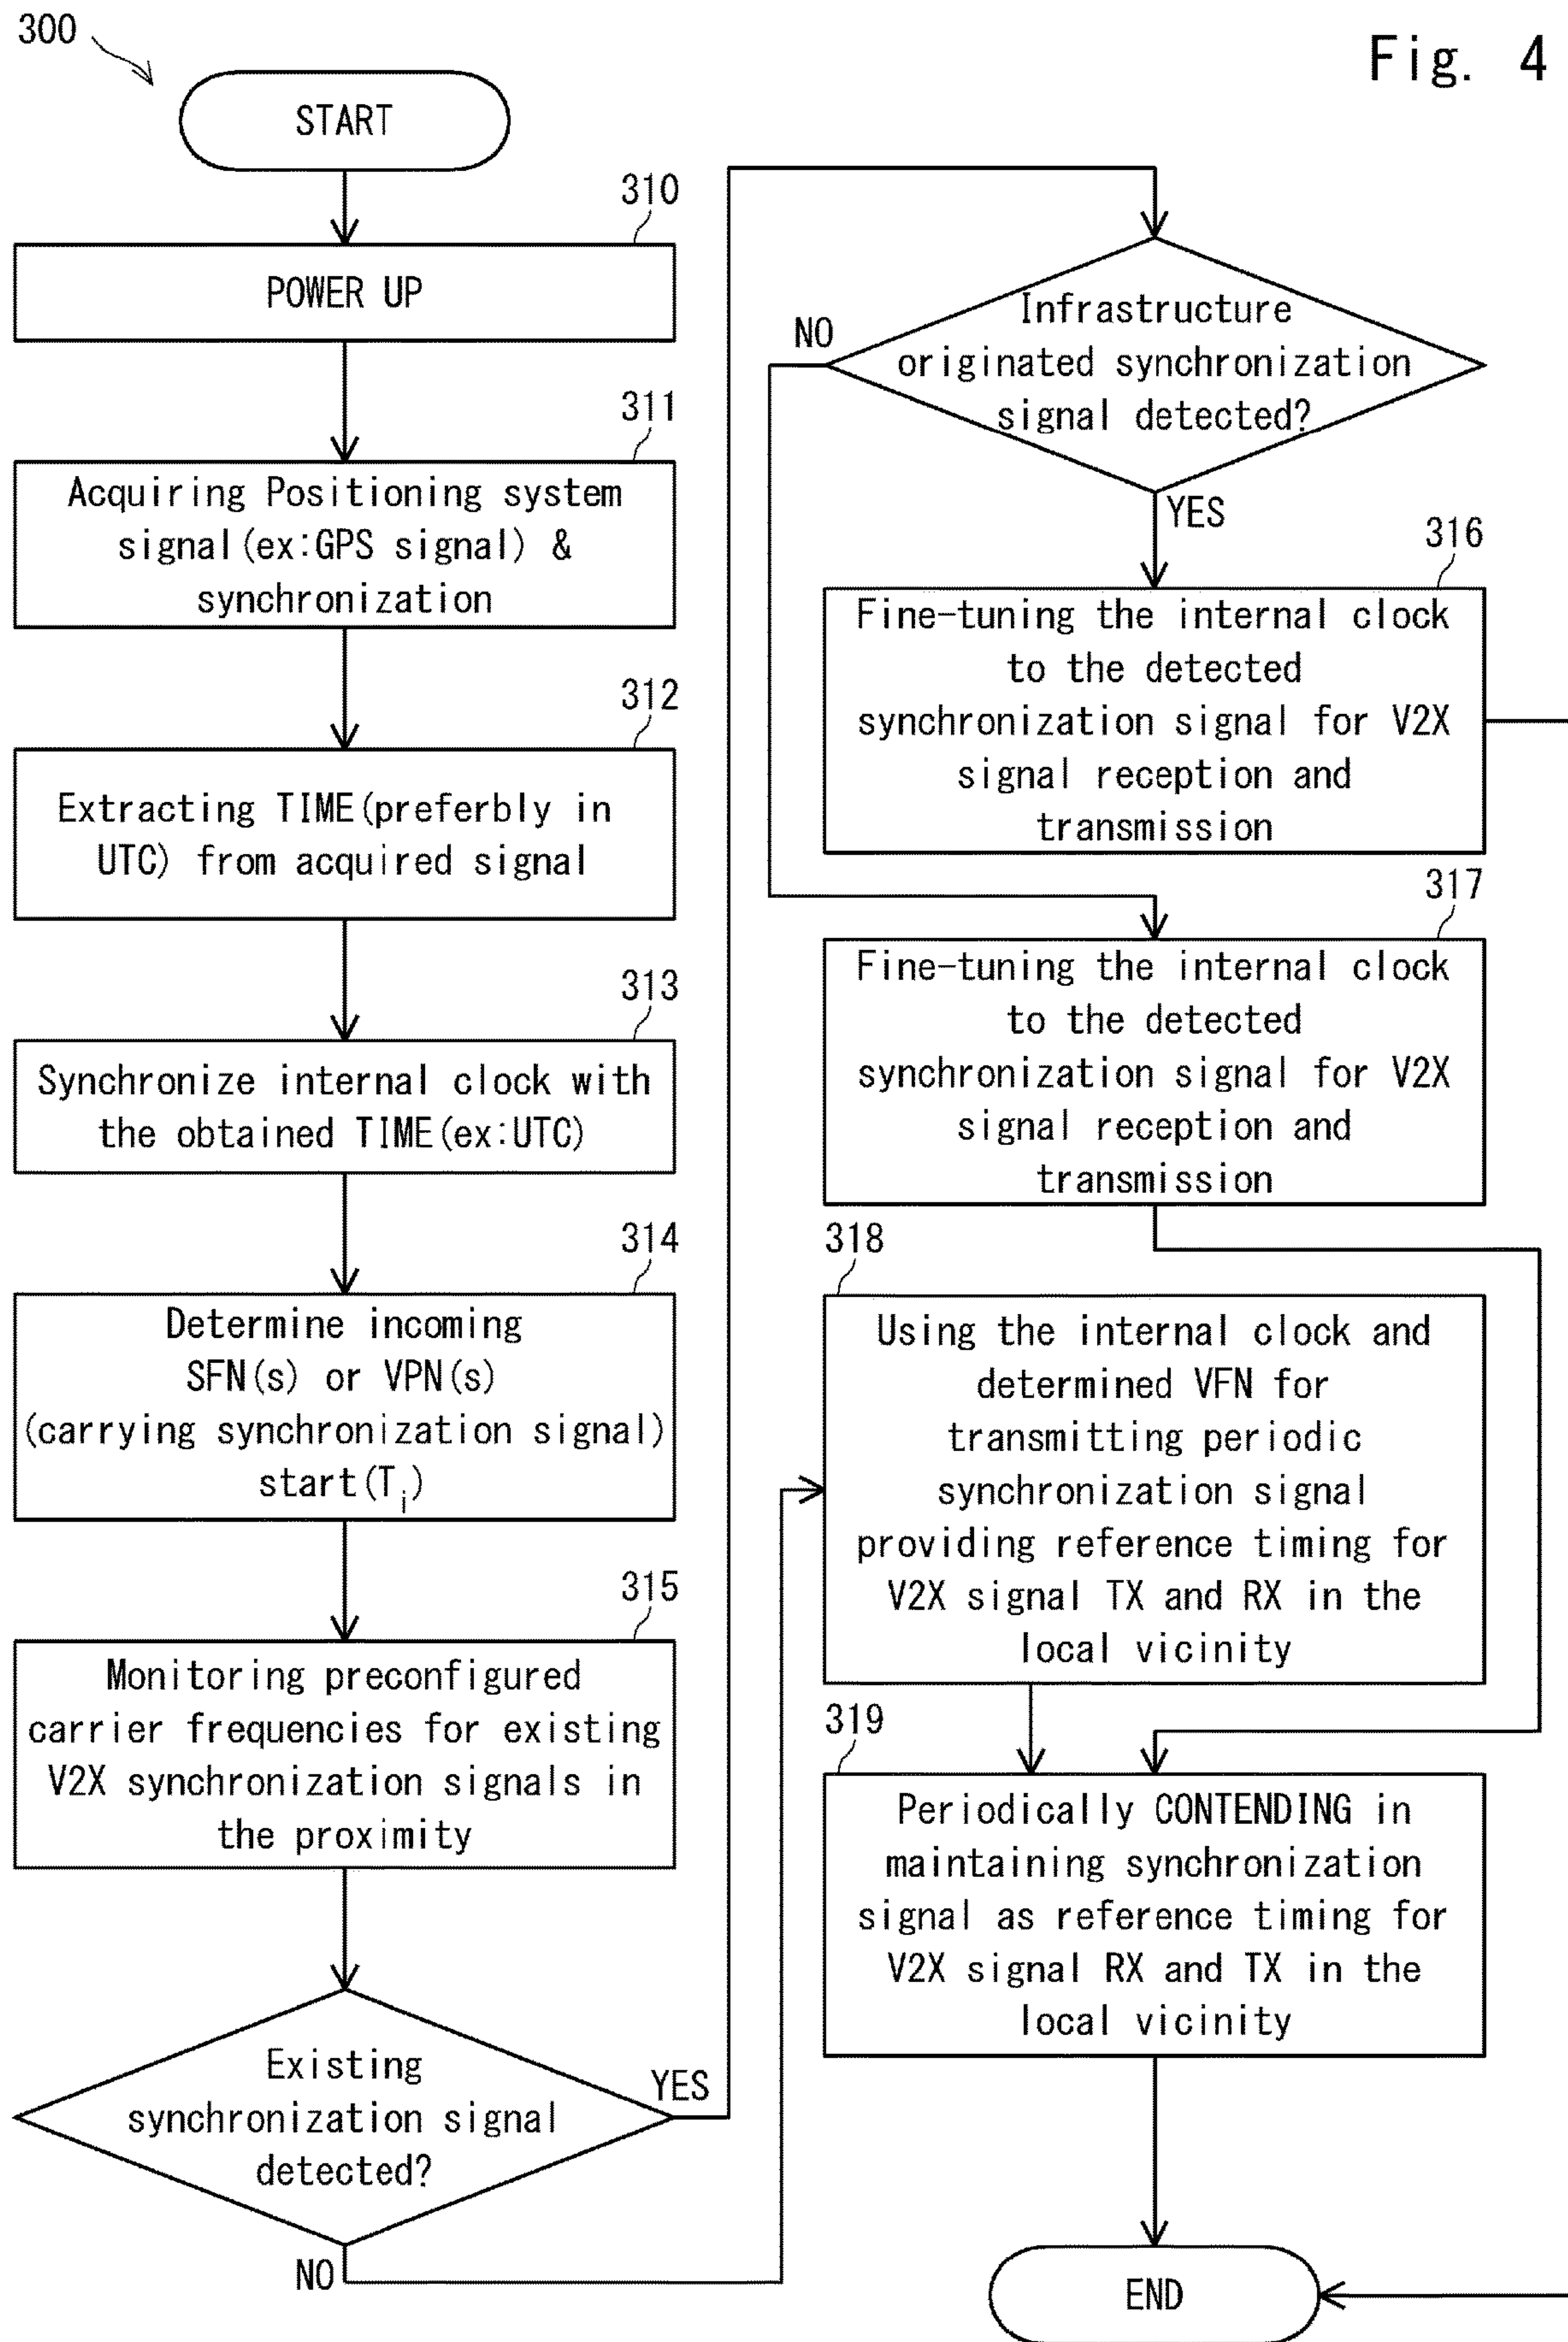 300
Fig. 4
START
310
POWER UP
311
Acquiring Positioning system
signal(ex:GPS signal) &
synchronization
312
Extracting TIME(preferbly in
UTC) from acquired signal
313
Synchronize internal clock with
the obtained TIME(ex:UTC)
314
Determine incoming
SFN(s) or VPN(s)
(carrying synchronization signal)
start(Ti)
315
Monitoring preconfigured
carrier frequencies for existing
V2X synchronization signals in
the proximity
Existing
synchronization signal
detected?
YES
NO
Infrastructure
originated synchronization
signal detected?
NO
YES
316
Fine-tuning the internal clock
to the detected
synchronization signal for V2X
signal reception and
transmission
317
Fine-tuning the internal clock
to the detected
synchronization signal for V2X
signal reception and
transmission
318
Using the internal clock and
determined VFN for
transmitting periodic
synchronization signal
providing reference timing for
V2X signal TX and RX in the
local vicinity
319
Periodically CONTENDING in
maintaining synchronization
signal as reference timing for
V2X signal RX and TX in the
local vicinity
END